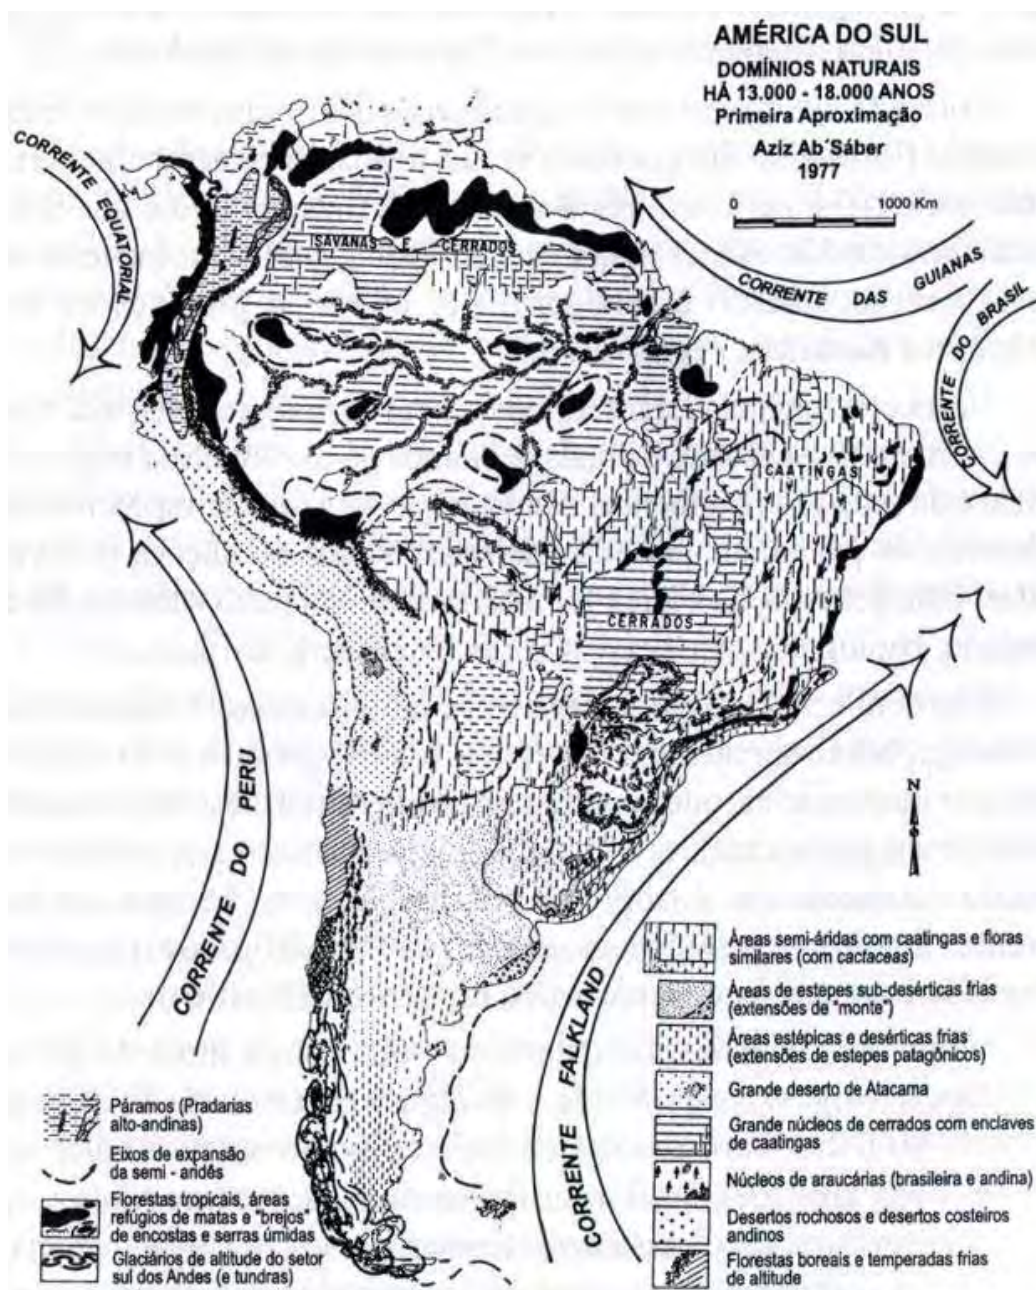 AMÉRICA DO SUL
DOMÍNIOS NATURAIS
HÁ 13.000 - 18.000 ANOS
Primeira Aproximação
Aziz Ab´Sáber
1977
0 1000 Km
CORRENTE EQUATORIAL
CORRENTE DAS GUIANAS
CORRENTE DO BRASIL
SAVANAS E CERRADOS
CAATINGAS
CERRADOS
CORRENTE DO PERU
CORRENTE FALKLAND
N
Áreas semi-áridas com caatingas e floras
similares (com cactaceas)
Áreas de estepes sub-desérticas frias
(extensões de "monte")
Áreas estépicas e desérticas frias
(extensões de estepes patagônicos)
Grande deserto de Atacama
Grande núcleos de cerrados com enclaves
de caatingas
Núcleos de araucárias (brasileira e andina)
Desertos rochosos e desertos costeiros
andinos
Florestas boreais e temperadas frias
de altitude
Páramos (Pradarias
alto-andinas)
Eixos de expansão
da semi - aridês
Florestas tropicais, áreas
refúgios de matas e "brejos"
de encostas e serras úmidas
Glaciários de altitude do setor
sul dos Andes (e tundras)